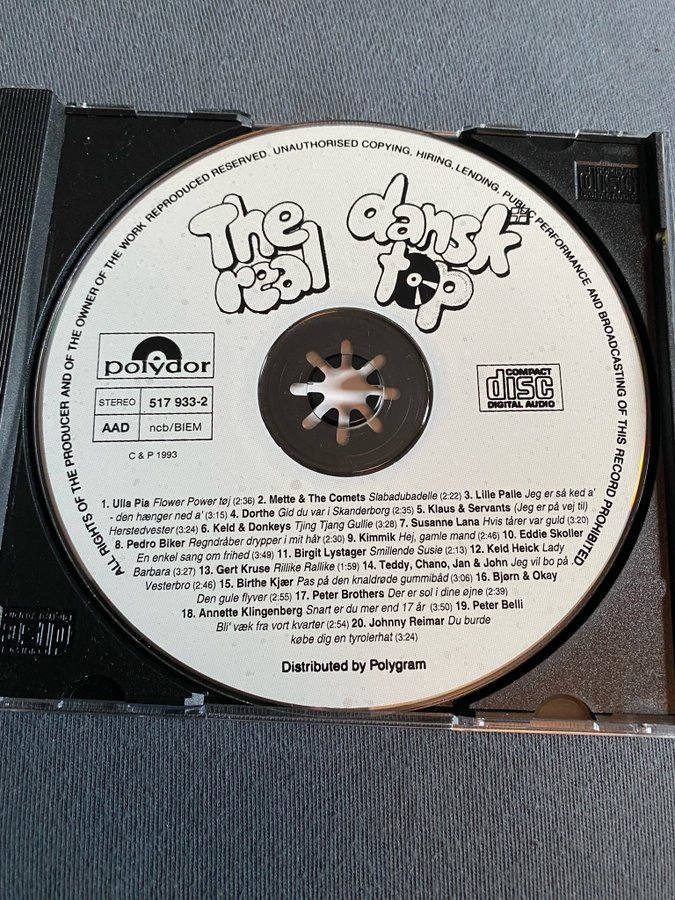 ALL RIGHTS OF THE PRODUCER AND OF THE OWNER OF THE WORK REPRODUCED RESERVED. UNAUTHORISED COPYING, HIRING, LENDING, PUBLIC PERFORMANCE AND BROADCASTING OF THIS RECORD PROHIBITED
The real
dansk top
polydor
STEREO 517 933-2
AAD ncb/BIEM
C & P 1993
COMPACT
disc
DIGITAL AUDIO
1. Ulla Pia Flower Power tøj (2:36) 2. Mette & The Comets Slabadubadelle (2:22) 3. Lille Palle Jeg er så ked a'
- den hænger ned a' (3:15) 4. Dorthe Gid du var i Skanderborg (2:35) 5. Klaus & Servants (Jeg er på vej til)
Herstedvester (3:24) 6. Keld & Donkeys Tjing Tjang Gullie (3:28) 7. Susanne Lana Hvis tårer var guld (3:20)
8. Pedro Biker Regndråber drypper i mit hår (2:30) 9. Kimmik Hej, gamle mand (2:46) 10. Eddie Skoller
En enkel sang om frihed (3:49) 11. Birgit Lystager Smillende Susie (2:13) 12. Keld Heick Lady
Barbara (3:27) 13. Gert Kruse Rillike Rallike (1:59) 14. Teddy, Chano, Jan & John Jeg vil bo på
Vesterbro (2:46) 15. Birthe Kjær Pas på den knaldrøde gummibåd (3:06) 16. Bjørn & Okay
Den gule flyver (2:55) 17. Peter Brothers Der er sol i dine øjne (2:39)
18. Annette Klingenberg Snart er du mer end 17 år (3:50) 19. Peter Belli
Bli' væk fra vort kvarter (2:54) 20. Johnny Reimar Du burde
købe dig en tyrolerhat (3:24)
Distributed by Polygram
disc
disc